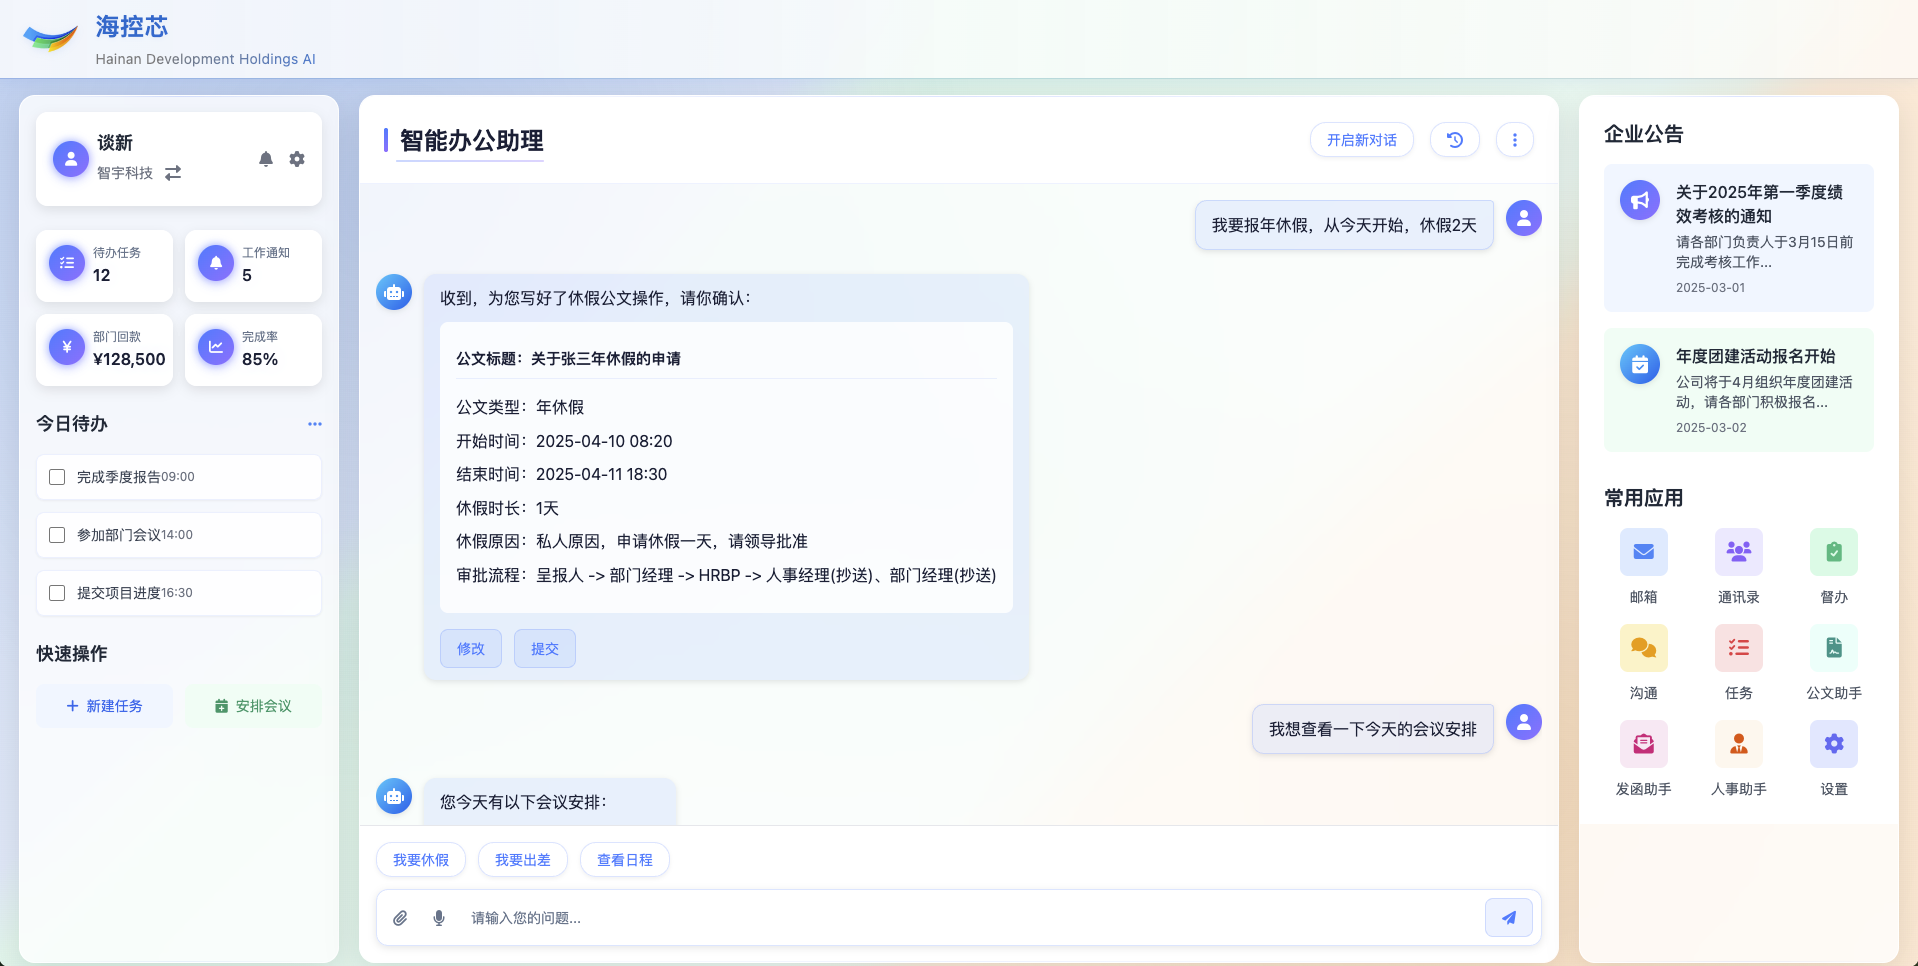 海控芯
Hainan Development Holdings AI
谈新
智宇科技
待办任务
12
工作通知
5
部门回款
¥128,500
完成率
85%
今日待办
完成季度报告09:00
参加部门会议14:00
提交项目进度16:30
快速操作
新建任务
安排会议
智能办公助理
开启新对话
我要报年休假，从今天开始，休假2天
收到，为您写好了休假公文操作，请你确认：
公文标题：关于张三年休假的申请
公文类型：年休假
开始时间：2025-04-10 08:20
结束时间：2025-04-11 18:30
休假时长：1天
休假原因：私人原因，申请休假一天，请领导批准
审批流程：呈报人 -> 部门经理 -> HRBP -> 人事经理(抄送)、部门经理(抄送)
修改
提交
我想查看一下今天的会议安排
您今天有以下会议安排：
我要休假
我要出差
查看日程
请输入您的问题...
企业公告
关于2025年第一季度绩
效考核的通知
请各部门负责人于3月15日前
完成考核工作...
2025-03-01
年度团建活动报名开始
公司将于4月组织年度团建活
动，请各部门积极报名...
2025-03-02
常用应用
邮箱
通讯录
督办
沟通
任务
公文助手
发函助手
人事助手
设置